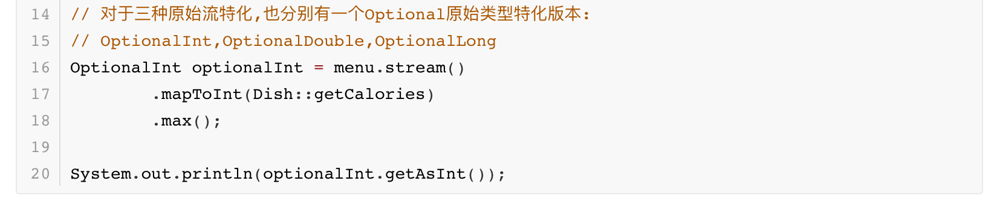 14 // 对于三种原始流特化,也分别有一个Optional原始类型特化版本:
15 // OptionalInt,OptionalDouble,OptionalLong
16 OptionalInt optionalInt = menu.stream()
17         .mapToInt(Dish::getCalories)
18         .max();
19
20 System.out.println(optionalInt.getAsInt());